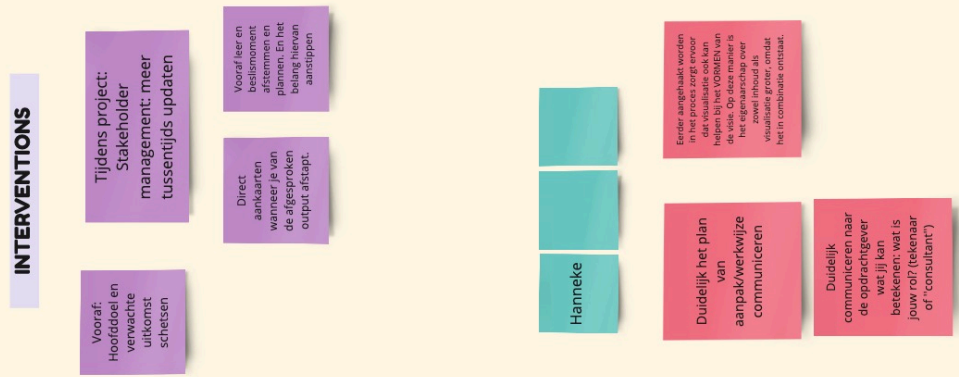 INTERVENTIONS
Vooraf:
Hoofddoel en
verwachte
uitkomst
schetsen
Tijdens project:
Stakeholder
management: meer
tussentijds updaten
Direct
aankaarten
wanneer je van
de afgesproken
output afstapt.
Vooraf leer en
beslismoment
afstemmen en
plannen. En het
belang hiervan
aanstippen
Hanneke
Duidelijk het plan
van
aanpak/werkwijze
communiceren
Eerder aangehaakt worden
in het proces zorgt ervoor
dat visualisatie ook kan
helpen bij het VORMEN van
de visie. Op deze manier is
het eigenaarschap over
zowel inhoud als
visualisatie groter, omdat
het in combinatie ontstaat.
Duidelijk
communiceren naar
de opdrachtgever
wat jij kan
betekenen: wat is
jouw rol? (tekenaar
of "consultant")